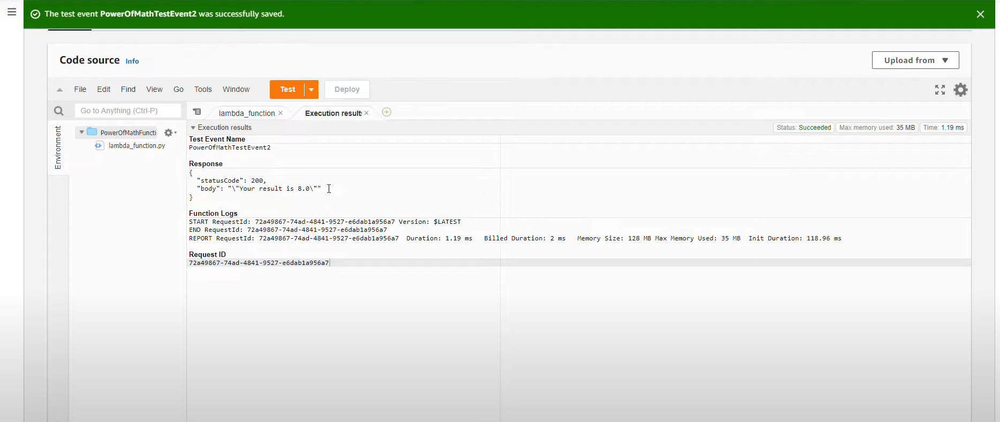 The test event PowerOfMathTestEvent2 was successfully saved.
Code source Info
Upload from
File Edit Find View Go Tools Window Test Deploy
Go to Anything (Ctrl-P)
lambda_function.
Execution results
Environment
PowerOfMathFuncti
lambda_function.py
Execution results
Status: Succeeded Max memory used: 35 MB Time: 1.19 ms
Test Event Name
PowerOfMathTestEvent2
Response
{
"statusCode": 200,
"body": "\"Your result is 8.0\""
}
Function Logs
START RequestId: 72a49867-74ad-4841-9527-e6dab1a956a7 Version: $LATEST
END RequestId: 72a49867-74ad-4841-9527-e6dab1a956a7
REPORT RequestId: 72a49867-74ad-4841-9527-e6dab1a956a7 Duration: 1.19 ms Billed Duration: 2 ms Memory Size: 128 MB Max Memory Used: 35 MB Init Duration: 118.96 ms
Request ID
72a49867-74ad-4841-9527-e6dab1a956a7